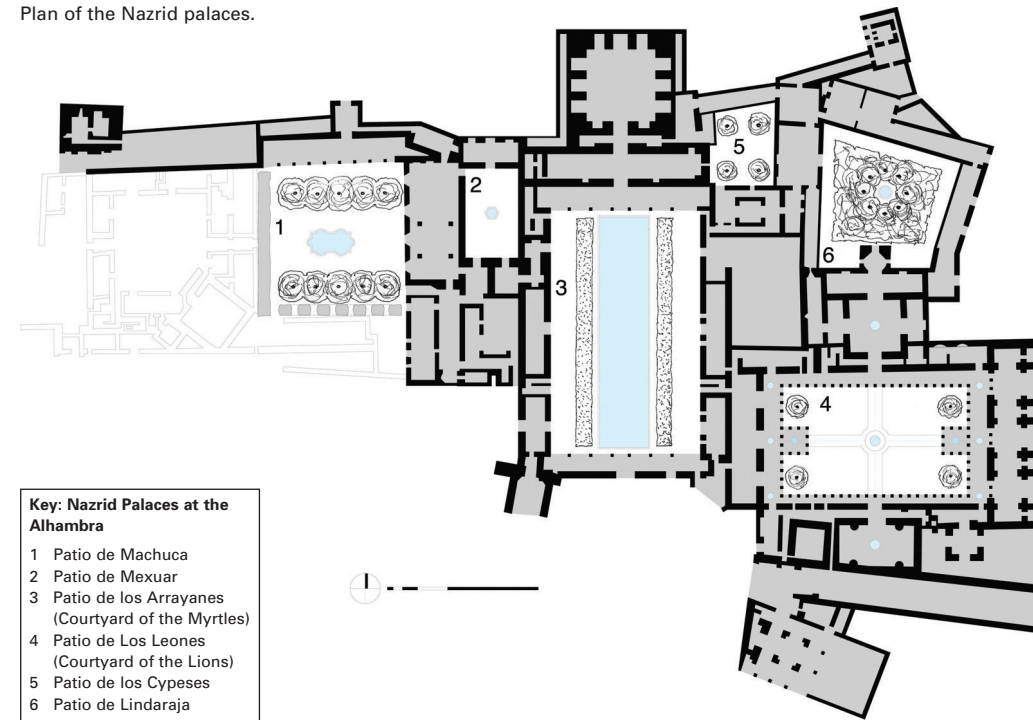 Plan of the Nazrid palaces.
1
2
3
4
5
6
Key: Nazrid Palaces at the
Alhambra
1 Patio de Machuca
2 Patio de Mexuar
3 Patio de los Arrayanes
(Courtyard of the Myrtles)
4 Patio de Los Leones
(Courtyard of the Lions)
5 Patio de los Cypeses
6 Patio de Lindaraja